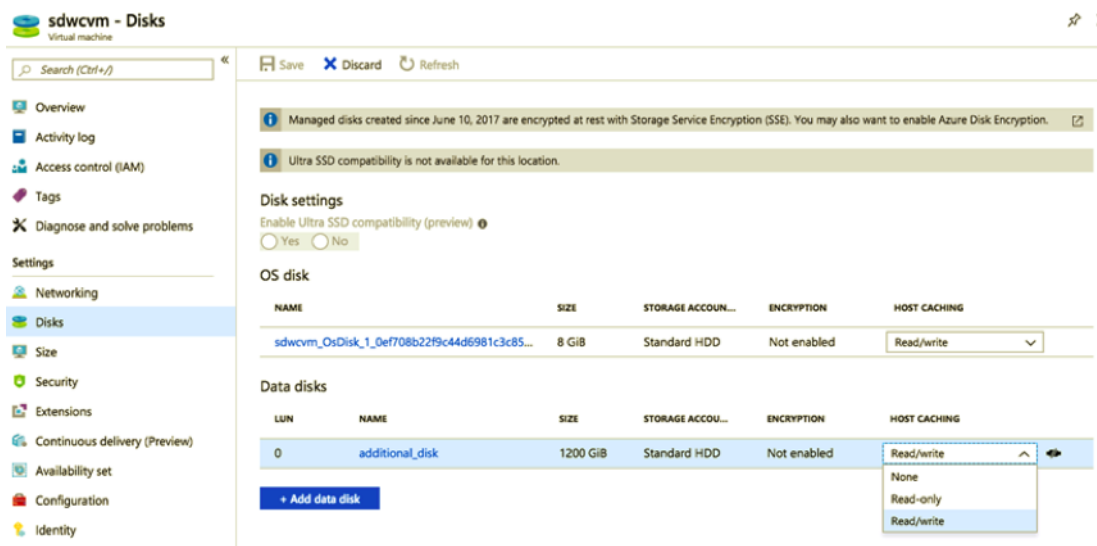 sdwcvm - Disks
Virtual machine
Search (Ctrl+/)
«
Overview
Activity log
Access control (IAM)
Tags
Diagnose and solve problems
Settings
Networking
Disks
Size
Security
Extensions
Continuous delivery (Preview)
Availability set
Configuration
Identity
Save Discard Refresh
Managed disks created since June 10, 2017 are encrypted at rest with Storage Service Encryption (SSE). You may also want to enable Azure Disk Encryption.
Ultra SSD compatibility is not available for this location.
Disk settings
Enable Ultra SSD compatibility (preview)
Yes No
OS disk
NAME SIZE STORAGE ACCOUN... ENCRYPTION HOST CACHING
sdwcvm_OsDisk_1_0ef708b22f9c44d6981c3c85... 8 GiB Standard HDD Not enabled Read/write
Data disks
LUN NAME SIZE STORAGE ACCOU... ENCRYPTION HOST CACHING
0 additional_disk 1200 GiB Standard HDD Not enabled Read/write
None
Read-only
Read/write
+ Add data disk